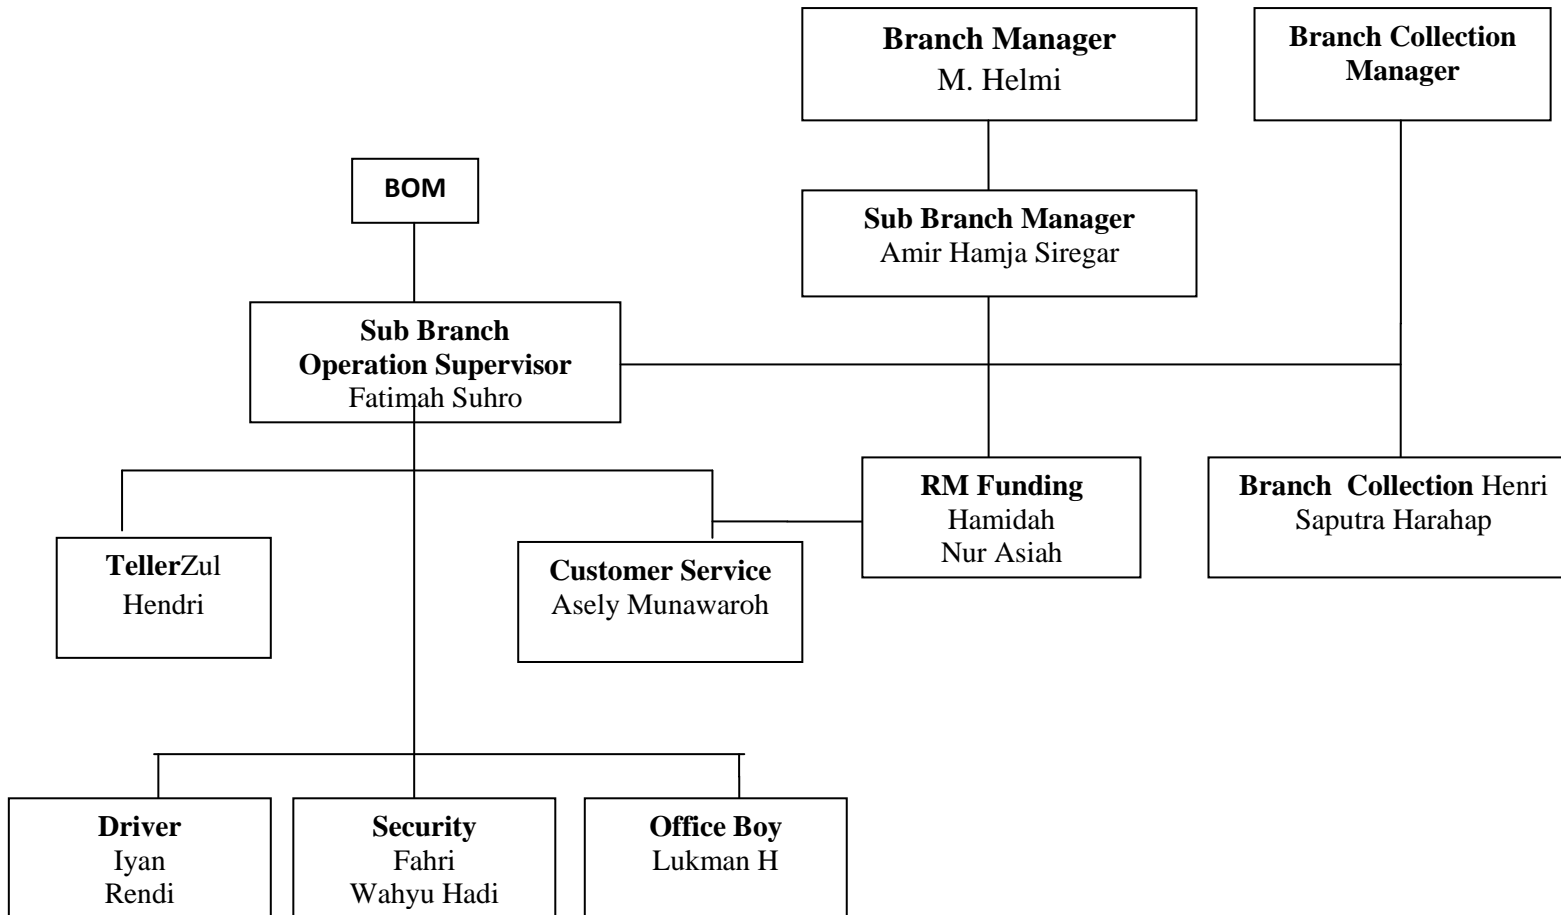 Branch Manager
M. Helmi
Branch Collection
Manager
BOM
Sub Branch Manager
Amir Hamja Siregar
Sub Branch
Operation Supervisor
Fatimah Suhro
RM Funding
Hamidah
Nur Asiah
Branch Collection Henri
Saputra Harahap
TellerZul
Hendri
Customer Service
Asely Munawaroh
Driver
Iyan
Rendi
Security
Fahri
Wahyu Hadi
Office Boy
Lukman H